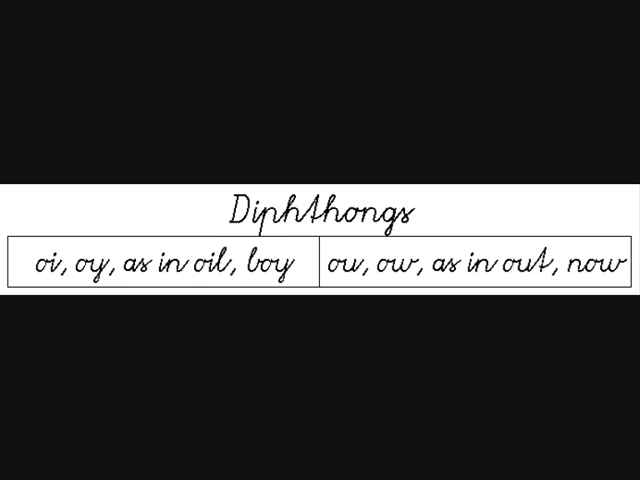 Diphthongs
oi, oy, as in oil, boy
ou, ow, as in out, now